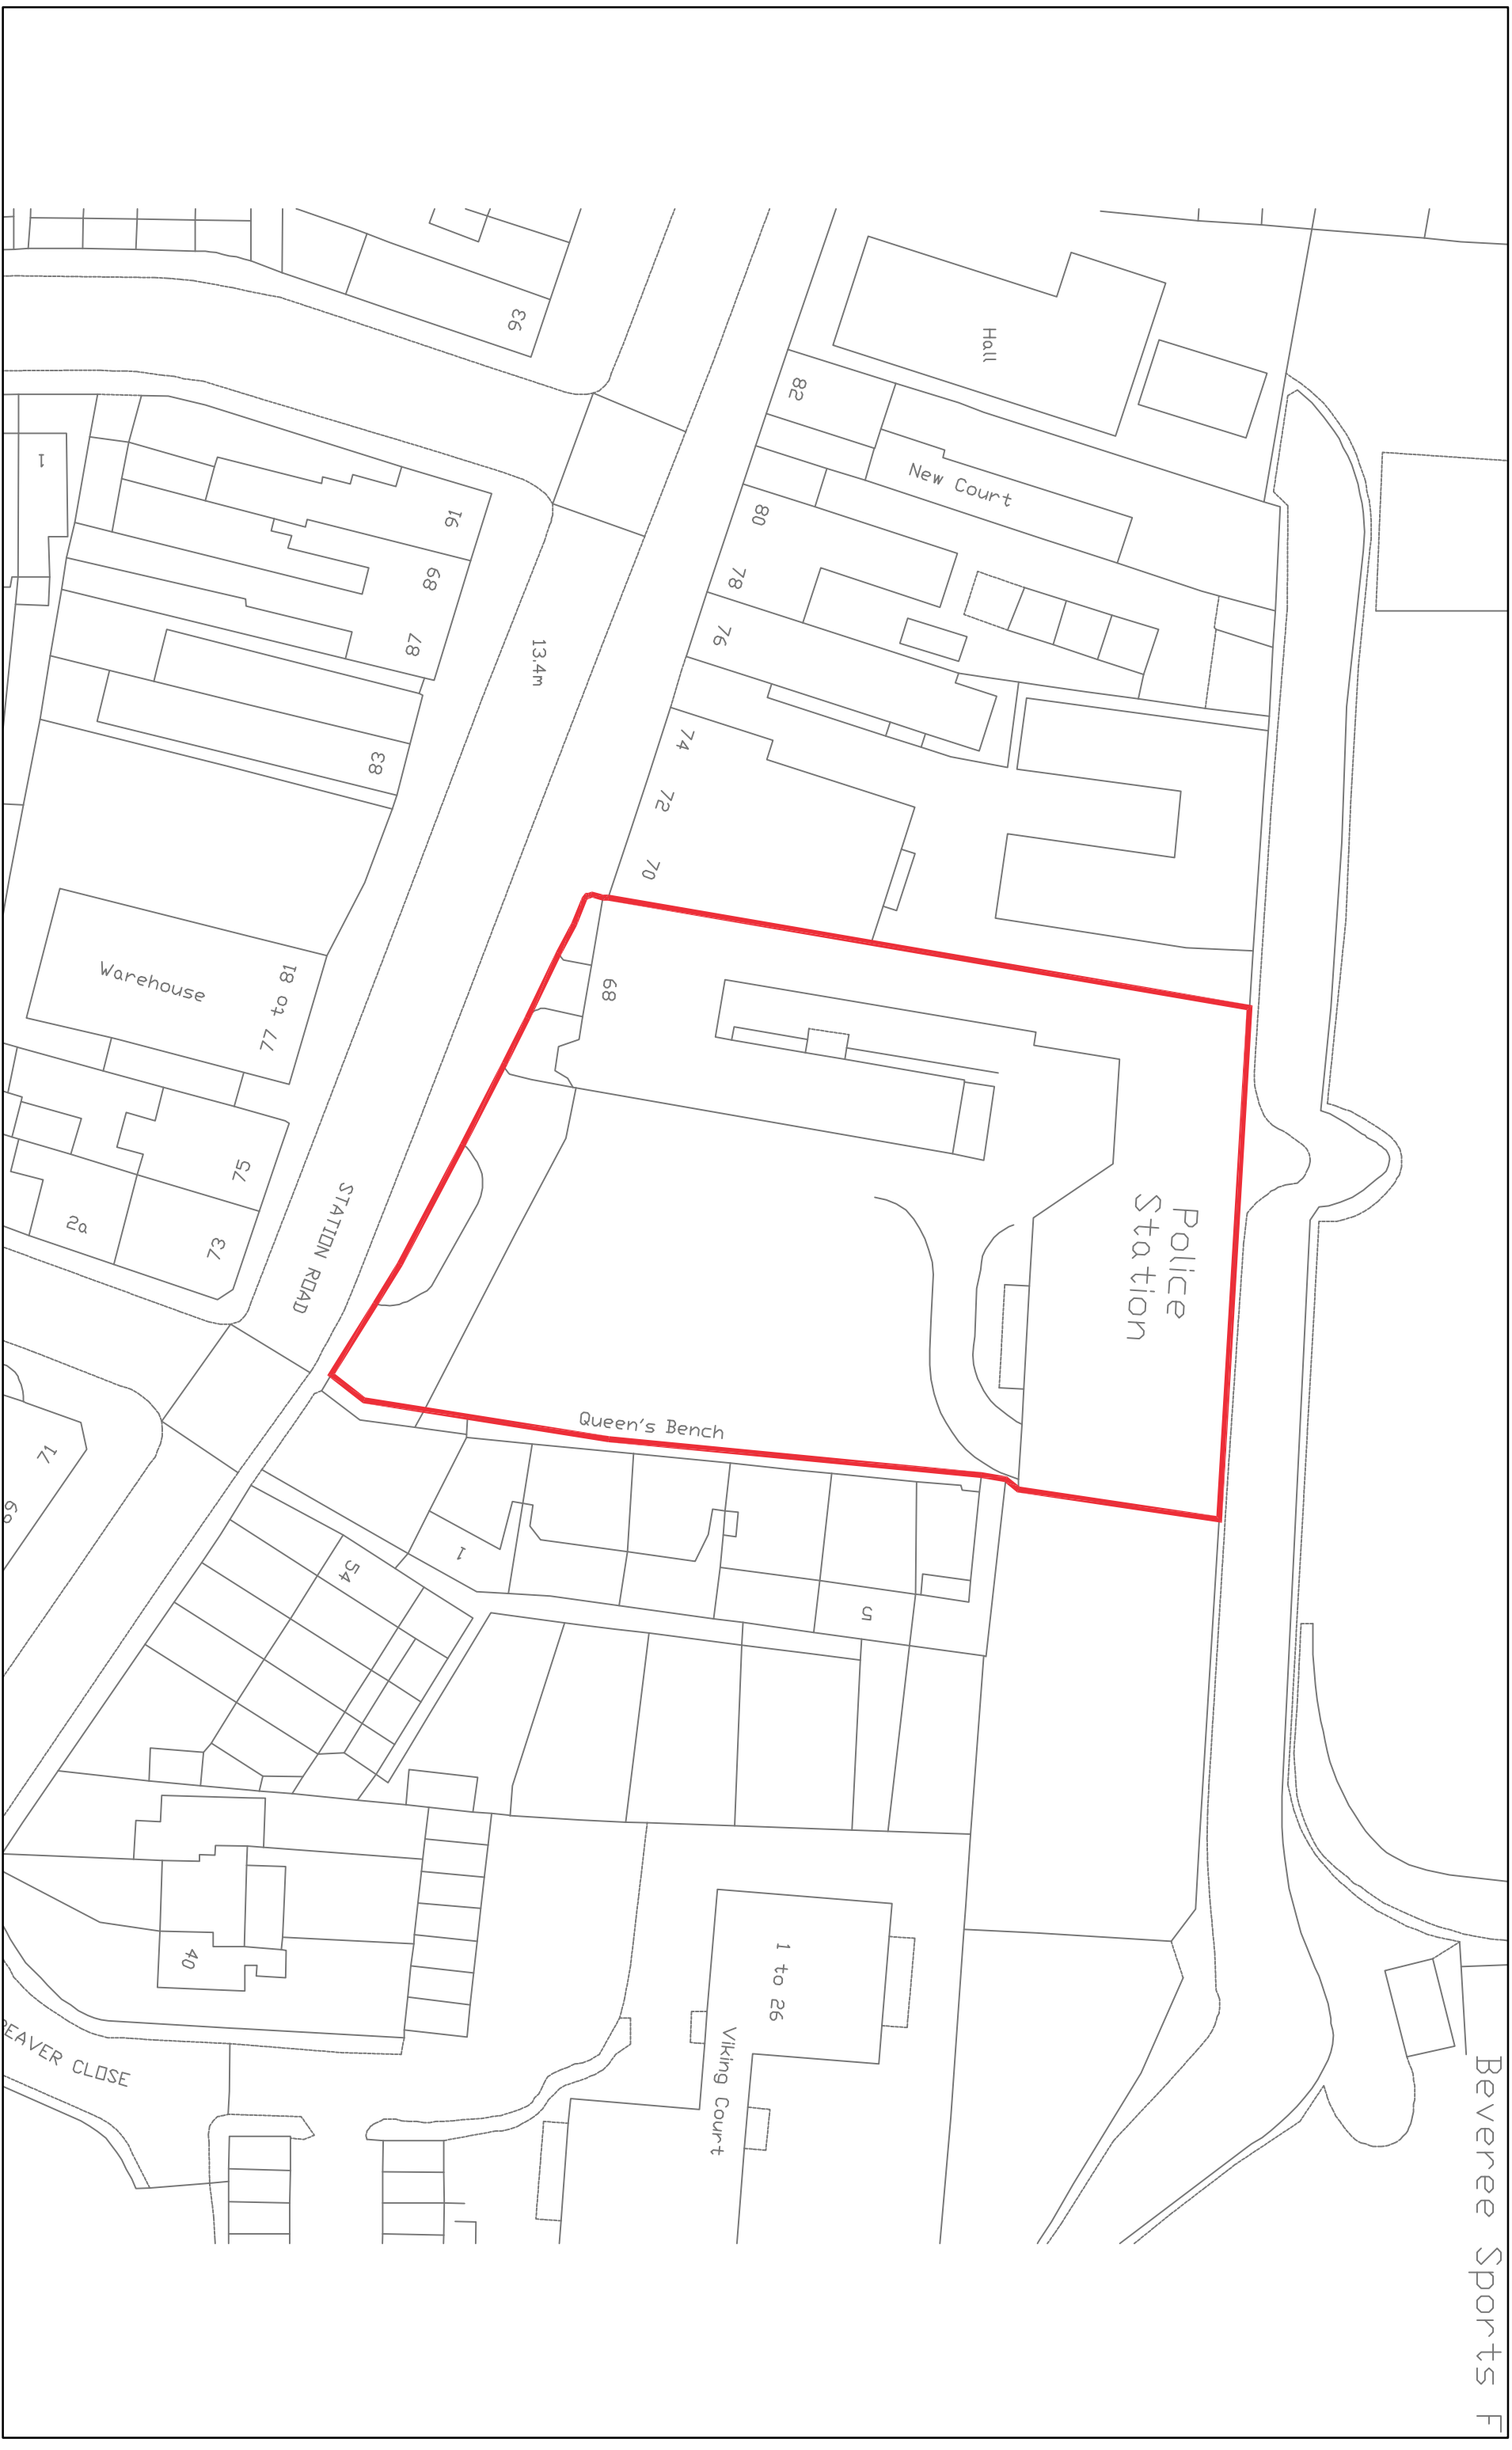 Beveree Sports F
Police
Station
Hall
82
New Court
80
78
76
74
72
70
68
Queen's Bench
1
5
54
1 to 26
Viking Court
40
BEAVER CLOSE
STATION ROAD
13.4m
93
91
89
87
83
1
Warehouse
77 to 81
75
73
2a
71
69